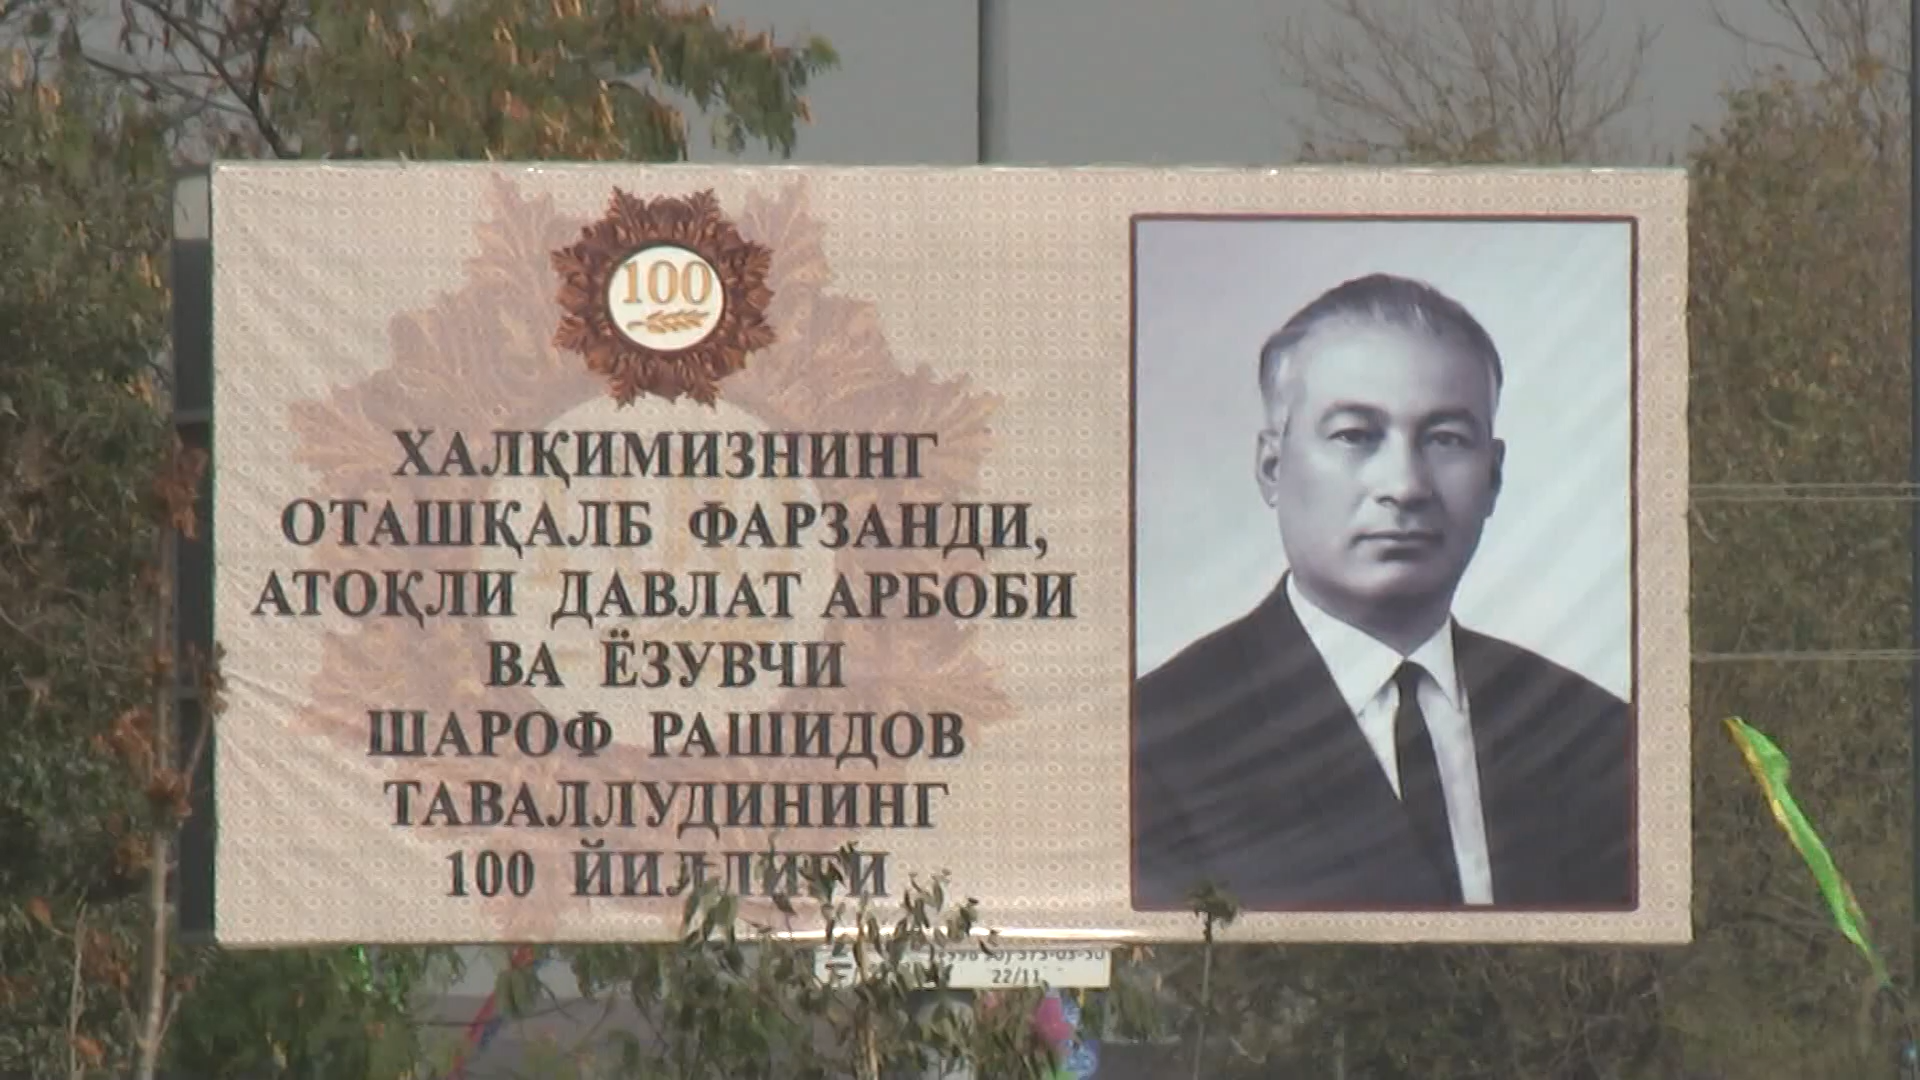 100
ХАЛҚИМИЗНИНГ
ОТАШҚАЛБ ФАРЗАНДИ,
АТОҚЛИ ДАВЛАТ АРБОБИ
ВА ЁЗУВЧИ
ШАРОФ РАШИДОВ
ТАВАЛЛУДИНИНГ
100 ЙИЛЛИГИ
22/11